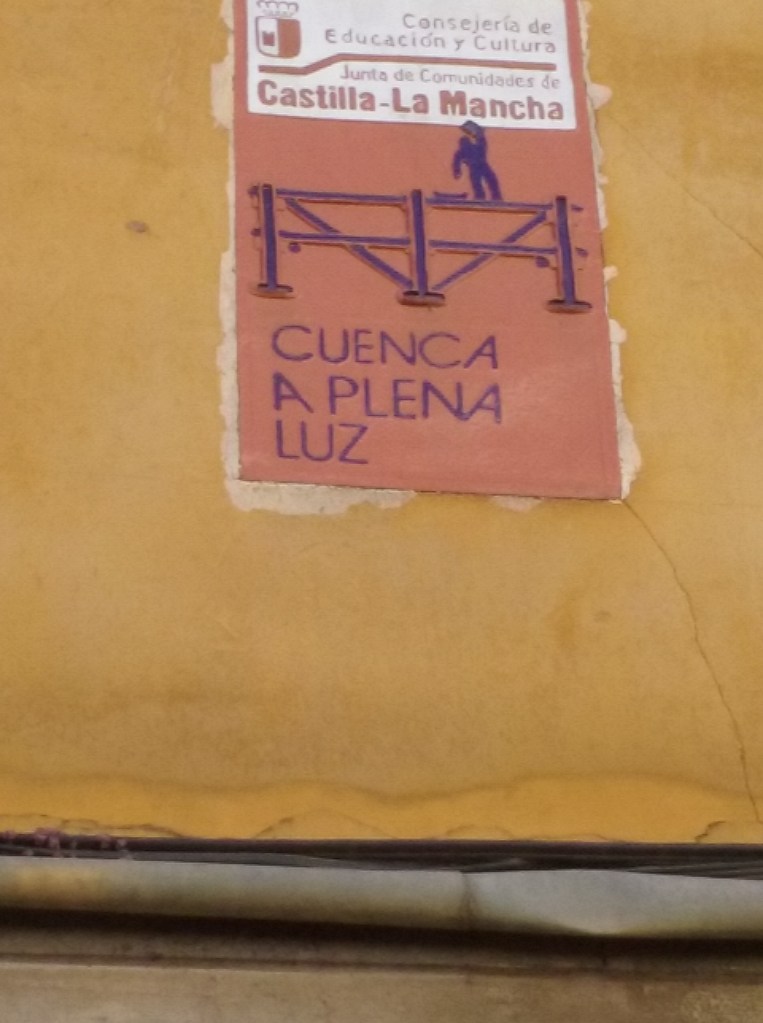 Consejería de
Educación y Cultura
Junta de Comunidades de
Castilla-La Mancha
CUENCA
A PLENA
LUZ